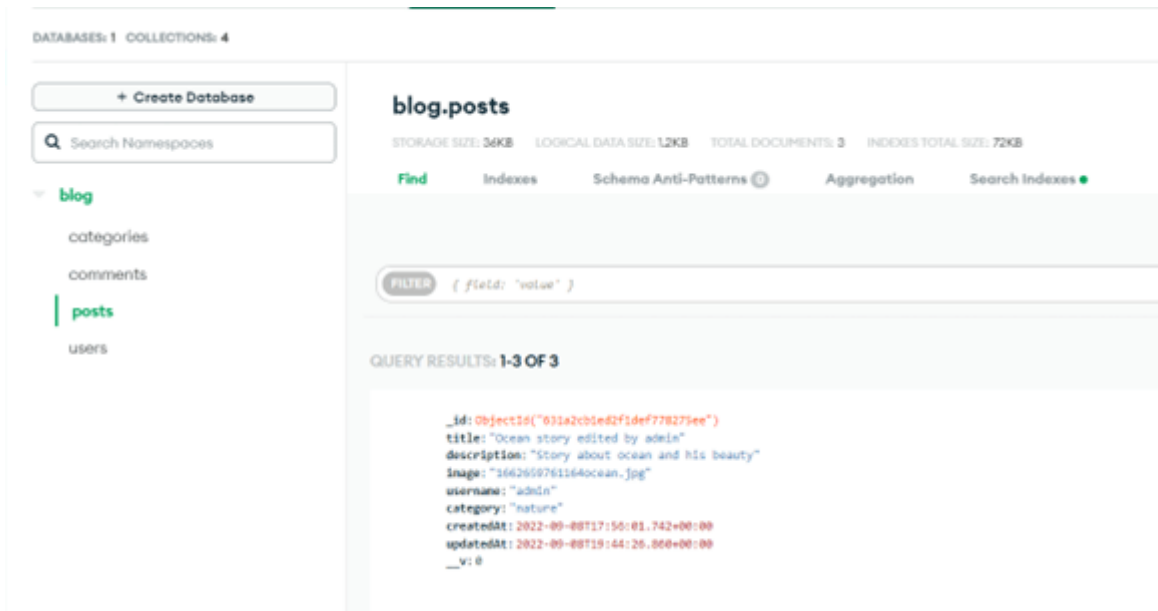 DATABASES: 1 COLLECTIONS: 4
+ Create Database
Search Namespaces
blog
categories
comments
posts
users
blog.posts
STORAGE SIZE: 36KB LOGICAL DATA SIZE: 1.2KB TOTAL DOCUMENTS: 3 INDEXES TOTAL SIZE: 72KB
Find Indexes Schema Anti-Patterns 0 Aggregation Search Indexes
FILTER { field: 'value' }
QUERY RESULTS: 1-3 OF 3
_id: ObjectId("631a2cb1ed2f1def778275ee")
title: "Ocean story edited by admin"
description: "Story about ocean and his beauty"
image: "1662659761164ocean.jpg"
username: "admin"
category: "nature"
createdAt: 2022-09-08T17:56:01.742+00:00
updatedAt: 2022-09-08T19:44:26.860+00:00
__v: 0